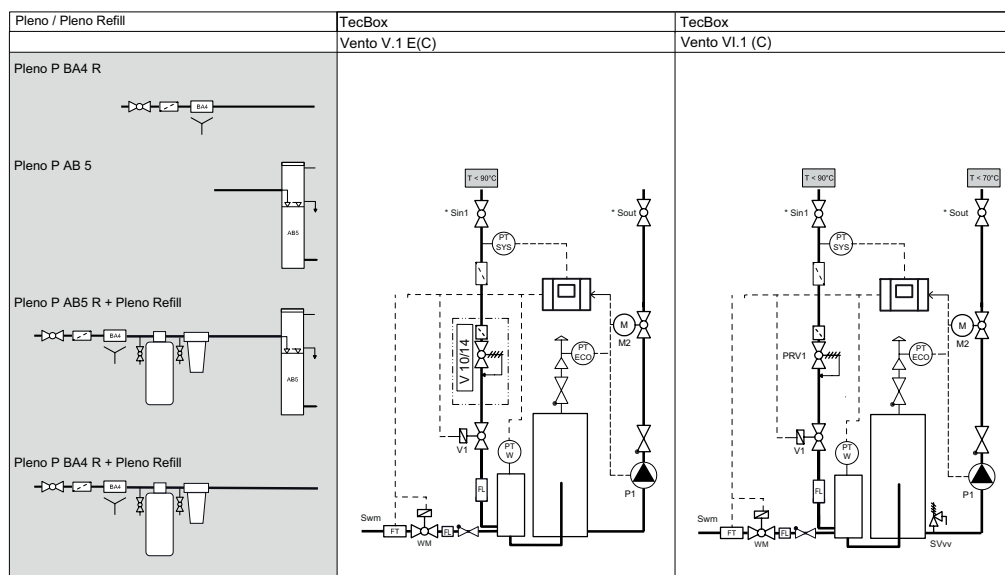 Pleno / Pleno Refill
TecBox
TecBox
Vento V.1 E(C)
Vento VI.1 (C)
Pleno P BA4 R
BA4
Pleno P AB 5
AB5
Pleno P AB5 R + Pleno Refill
BA4
AB5
Pleno P BA4 R + Pleno Refill
BA4
T < 90°C
* Sin1
* Sout
PT
SYS
M
M2
V 10/14
PT
ECO
V1
PT
W
FL
P1
Swm
FT
WM
FL
T < 90°C
T < 70°C
* Sin1
* Sout
PT
SYS
M
M2
PRV1
PT
ECO
V1
PT
W
FL
P1
Swm
FT
WM
FL
SVvv